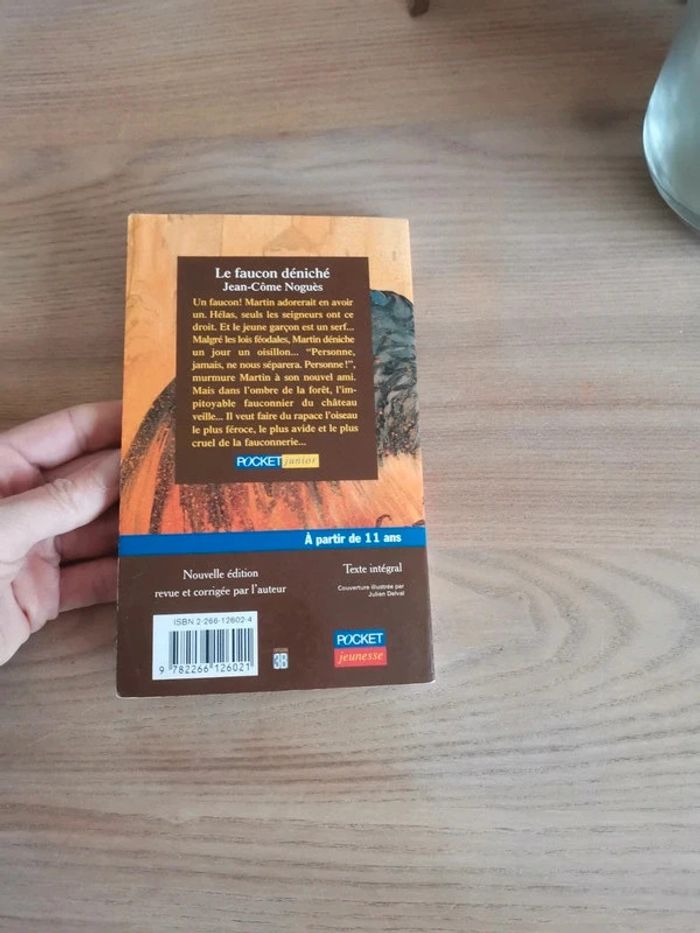 Le faucon déniché
Jean-Côme Noguès
Un faucon! Martin adorerait en avoir
un. Hélas, seuls les seigneurs ont ce
droit. Et le jeune garçon est un serf...
Malgré les lois féodales, Martin déniche
un jour un oisillon... “Personne,
jamais, ne nous séparera. Personne!”,
murmure Martin à son nouvel ami.
Mais dans l'ombre de la forêt, l'im-
pitoyable fauconnier du château
veille... Il veut faire du rapace l'oiseau
le plus féroce, le plus avide et le plus
cruel de la fauconnerie...
POCKET junior
À partir de 11 ans
Nouvelle édition
revue et corrigée par l'auteur
Texte intégral
Couverture illustrée par
Julien Delval
ISBN 2-266-12602-4
9 782266 126021
3B
POCKET
jeunesse